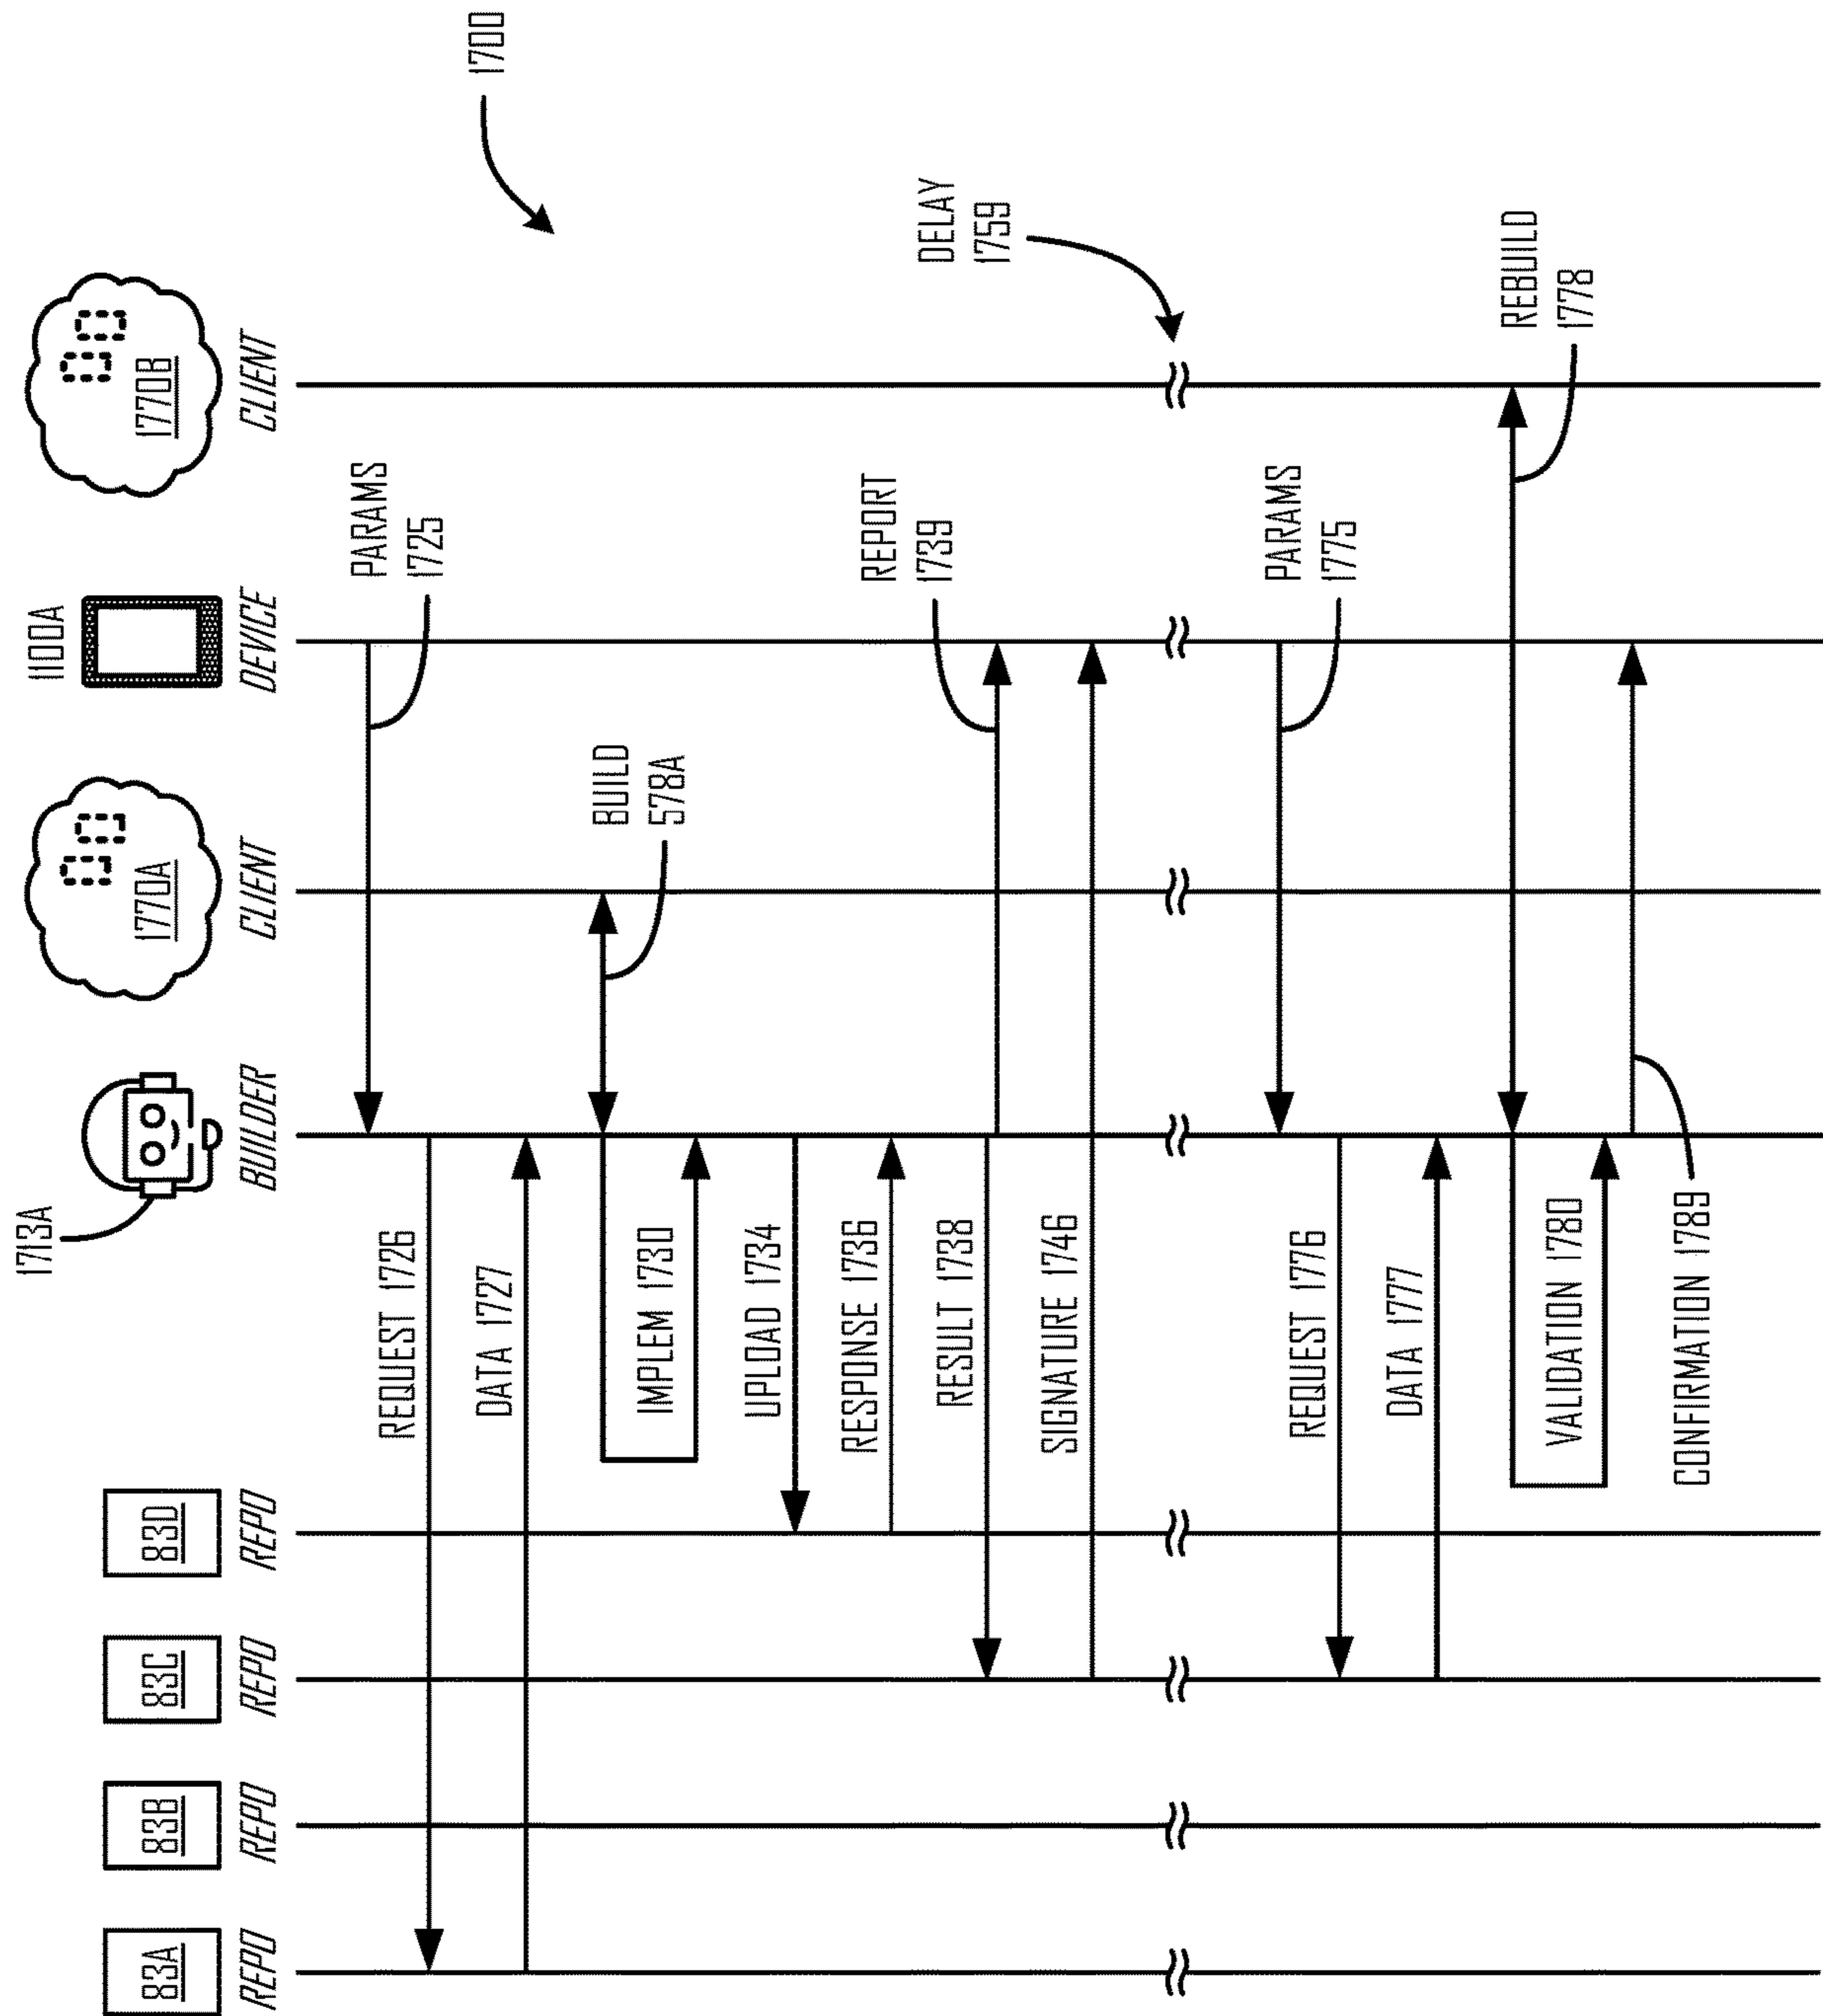 83A
REPO
83B
REPO
83C
REPO
83D
REPO
1713A
BUILDER
1770A
CLIENT
1100A
DEVICE
1770B
CLIENT
1700
PARAMS
1725
REQUEST 1726
DATA 1727
BUILD
578A
IMPLEM 1730
UPLOAD 1734
RESPONSE 1736
RESULT 1738
REPORT
1739
SIGNATURE 1746
DELAY
1759
PARAMS
1775
REQUEST 1776
DATA 1777
REBUILD
1778
VALIDATION 1780
CONFIRMATION 1789